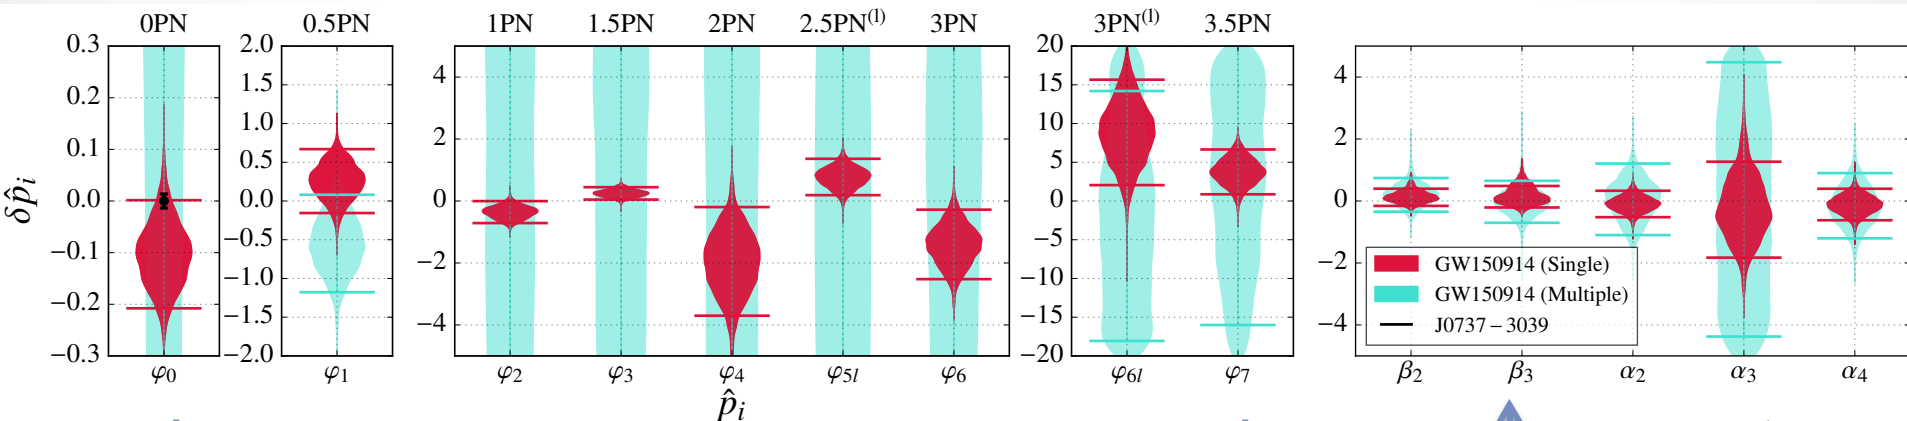 0PN 0.5PN 1PN 1.5PN 2PN 2.5PN⁽ˡ⁾ 3PN 3PN⁽ˡ⁾ 3.5PN
0.3 2.0 20
4 15 4
0.2 1.5
1.0 10
0.1 2 2
0.5 5
0.0 0.0 0 0 0
−0.5 −5
−0.1 −2 −2
−1.0 −10
−0.2 −1.5 −15
−4 −4
−0.3 −2.0 −20
δp̂ᵢ
GW150914 (Single)
GW150914 (Multiple)
J0737−3039
φ₀ φ₁ φ₂ φ₃ φ₄ φ₅ₗ φ₆ φ₆ₗ φ₇ β₂ β₃ α₂ α₃ α₄
p̂ᵢ